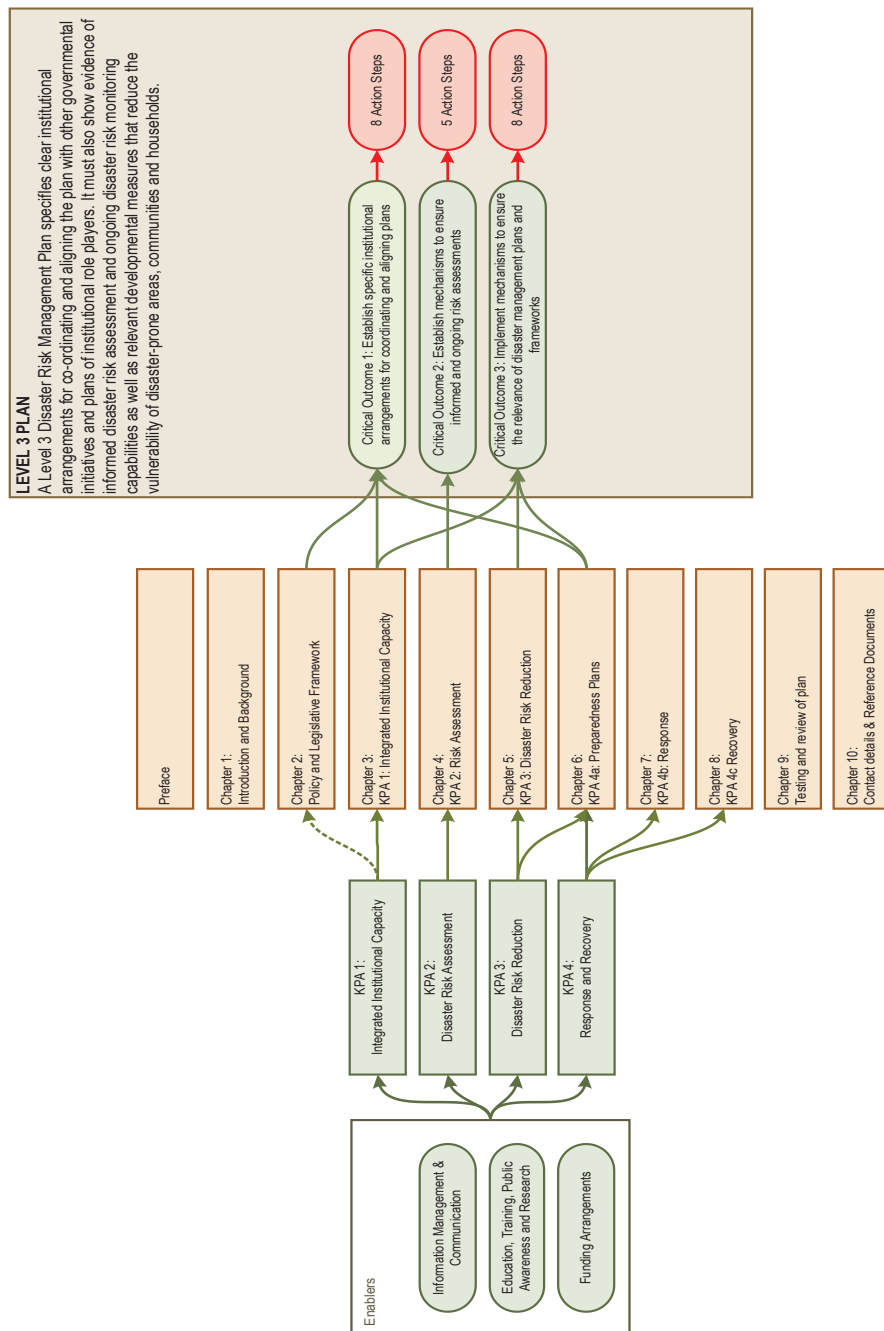 LEVEL 3 PLAN
A Level 3 Disaster Risk Management Plan specifies clear institutional
arrangements for co-ordinating and aligning the plan with other governmental
initiatives and plans of institutional role players. It must also show evidence of
informed disaster risk assessment and ongoing disaster risk monitoring
capabilities as well as relevant developmental measures that reduce the
vulnerability of disaster-prone areas, communities and households.
Enablers
Information Management &
Communication
Education, Training, Public
Awareness and Research
Funding Arrangements
KPA 1:
Integrated Institutional Capacity
KPA 2:
Disaster Risk Assessment
KPA 3:
Disaster Risk Reduction
KPA 4:
Response and Recovery
Preface
Chapter 1:
Introduction and Background
Chapter 2:
Policy and Legislative Framework
Chapter 3:
KPA 1: Integrated Institutional Capacity
Chapter 4:
KPA 2: Risk Assessment
Chapter 5:
KPA 3: Disaster Risk Reduction
Chapter 6:
KPA 4a: Preparedness Plans
Chapter 7:
KPA 4b: Response
Chapter 8:
KPA 4c Recovery
Chapter 9:
Testing and review of plan
Chapter 10:
Contact details & Reference Documents
Critical Outcome 1: Establish specific institutional
arrangements for coordinating and aligning plans
Critical Outcome 2: Establish mechanisms to ensure
informed and ongoing risk assessments
Critical Outcome 3: Implement mechanisms to ensure
the relevance of disaster management plans and
frameworks
8 Action Steps
5 Action Steps
8 Action Steps